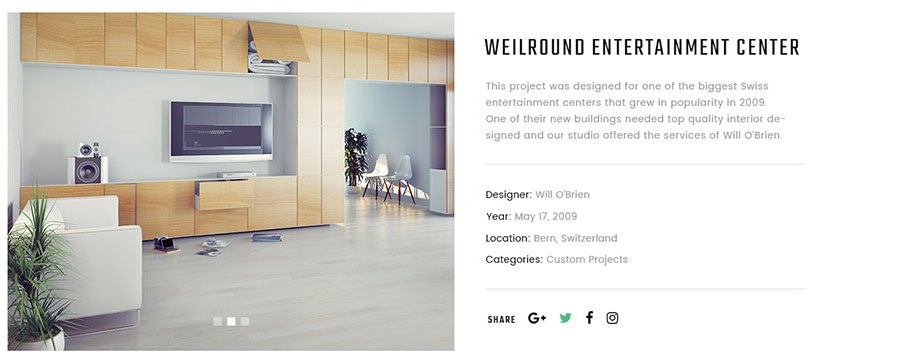 WEILROUND ENTERTAINMENT CENTER
This project was designed for one of the biggest Swiss
entertainment centers that grew in popularity in 2009.
One of their new buildings needed top quality interior de-
signed and our studio offered the services of Will O'Brien.
Designer: Will O'Brien
Year: May 17, 2009
Location: Bern, Switzerland
Categories: Custom Projects
SHARE G+